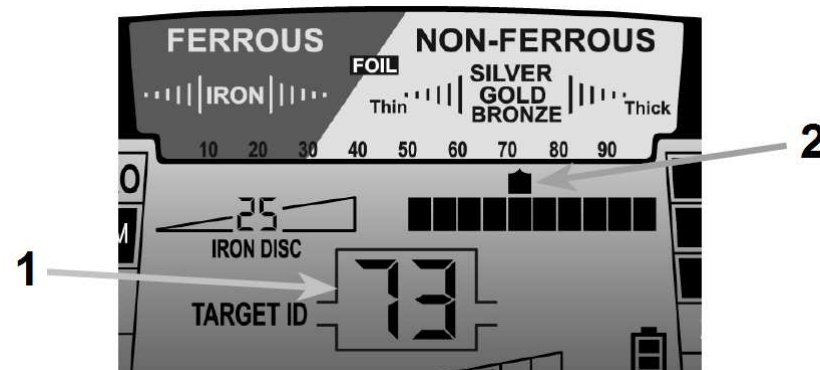 FERROUS
NON-FERROUS
FOIL
IRON
SILVER
GOLD
BRONZE
Thin
Thick
10 20 30 40 50 60 70 80 90
2
O
M
25
IRON DISC
1
73
TARGET ID